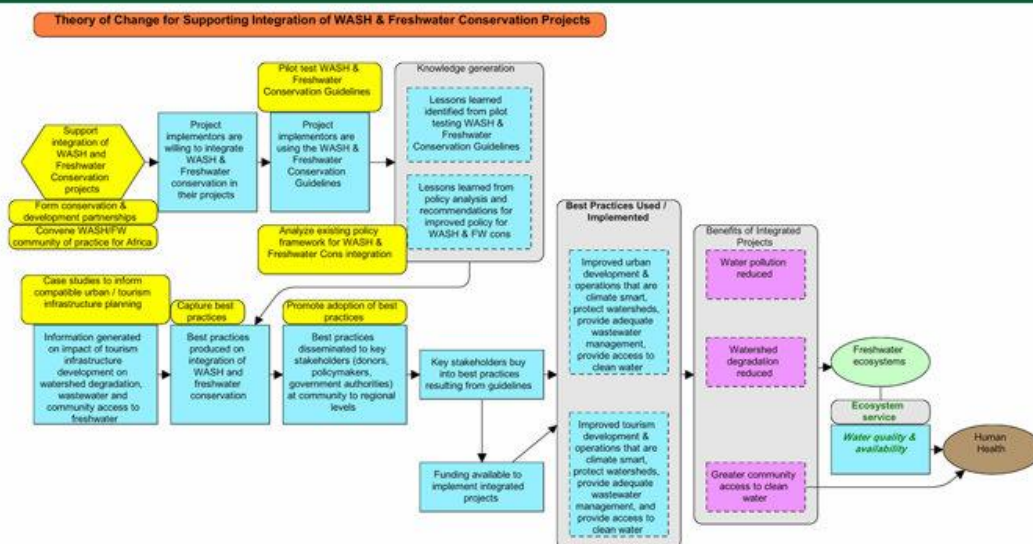 Theory of Change for Supporting Integration of WASH & Freshwater Conservation Projects
Pilot test WASH &
Freshwater
Conservation Guidelines
Knowledge generation
Support
integration of
WASH and
Freshwater
Conservation
projects
Form conservation &
development partnerships
Convene WASH/FW
community of practice for Africa
Project
implementors are
willing to integrate
WASH &
Freshwater
conservation in
their projects
Project
implementors are
using the WASH &
Freshwater
Conservation
Guidelines
Lessons learned
identified from pilot
testing WASH &
Freshwater
Conservation Guidelines
Lessons learned from
policy analysis and
recommendations for
improved policy for
WASH & FW cons
Analyze existing policy
framework for WASH &
Freshwater Cons integration
Case studies to inform
compatible urban / tourism
infrastructure planning
Information generated
on impact of tourism
infrastructure
development on
watershed degradation,
wastewater and
community access to
freshwater
Capture best
practices
Best practices
produced on
integration of
WASH and
freshwater
conservation
Promote adoption of best
practices
Best practices
disseminated to key
stakeholders (donors,
policymakers,
government authorities)
at community to regional
levels
Key stakeholders buy
into best practices
resulting from guidelines
Funding available to
implement integrated
projects
Best Practices Used /
Implemented
Improved urban
development &
operations that are
climate smart,
protect watersheds,
provide adequate
wastewater
management,
provide access to
clean water
Improved tourism
development &
operations that are
climate smart,
protect watersheds,
provide adequate
wastewater
management, and
provide access to
clean water
Benefits of Integrated
Projects
Water pollution
reduced
Watershed
degradation
reduced
Greater community
access to clean
water
Freshwater
ecosystems
Ecosystem
service
Water quality &
availability
Human
Health